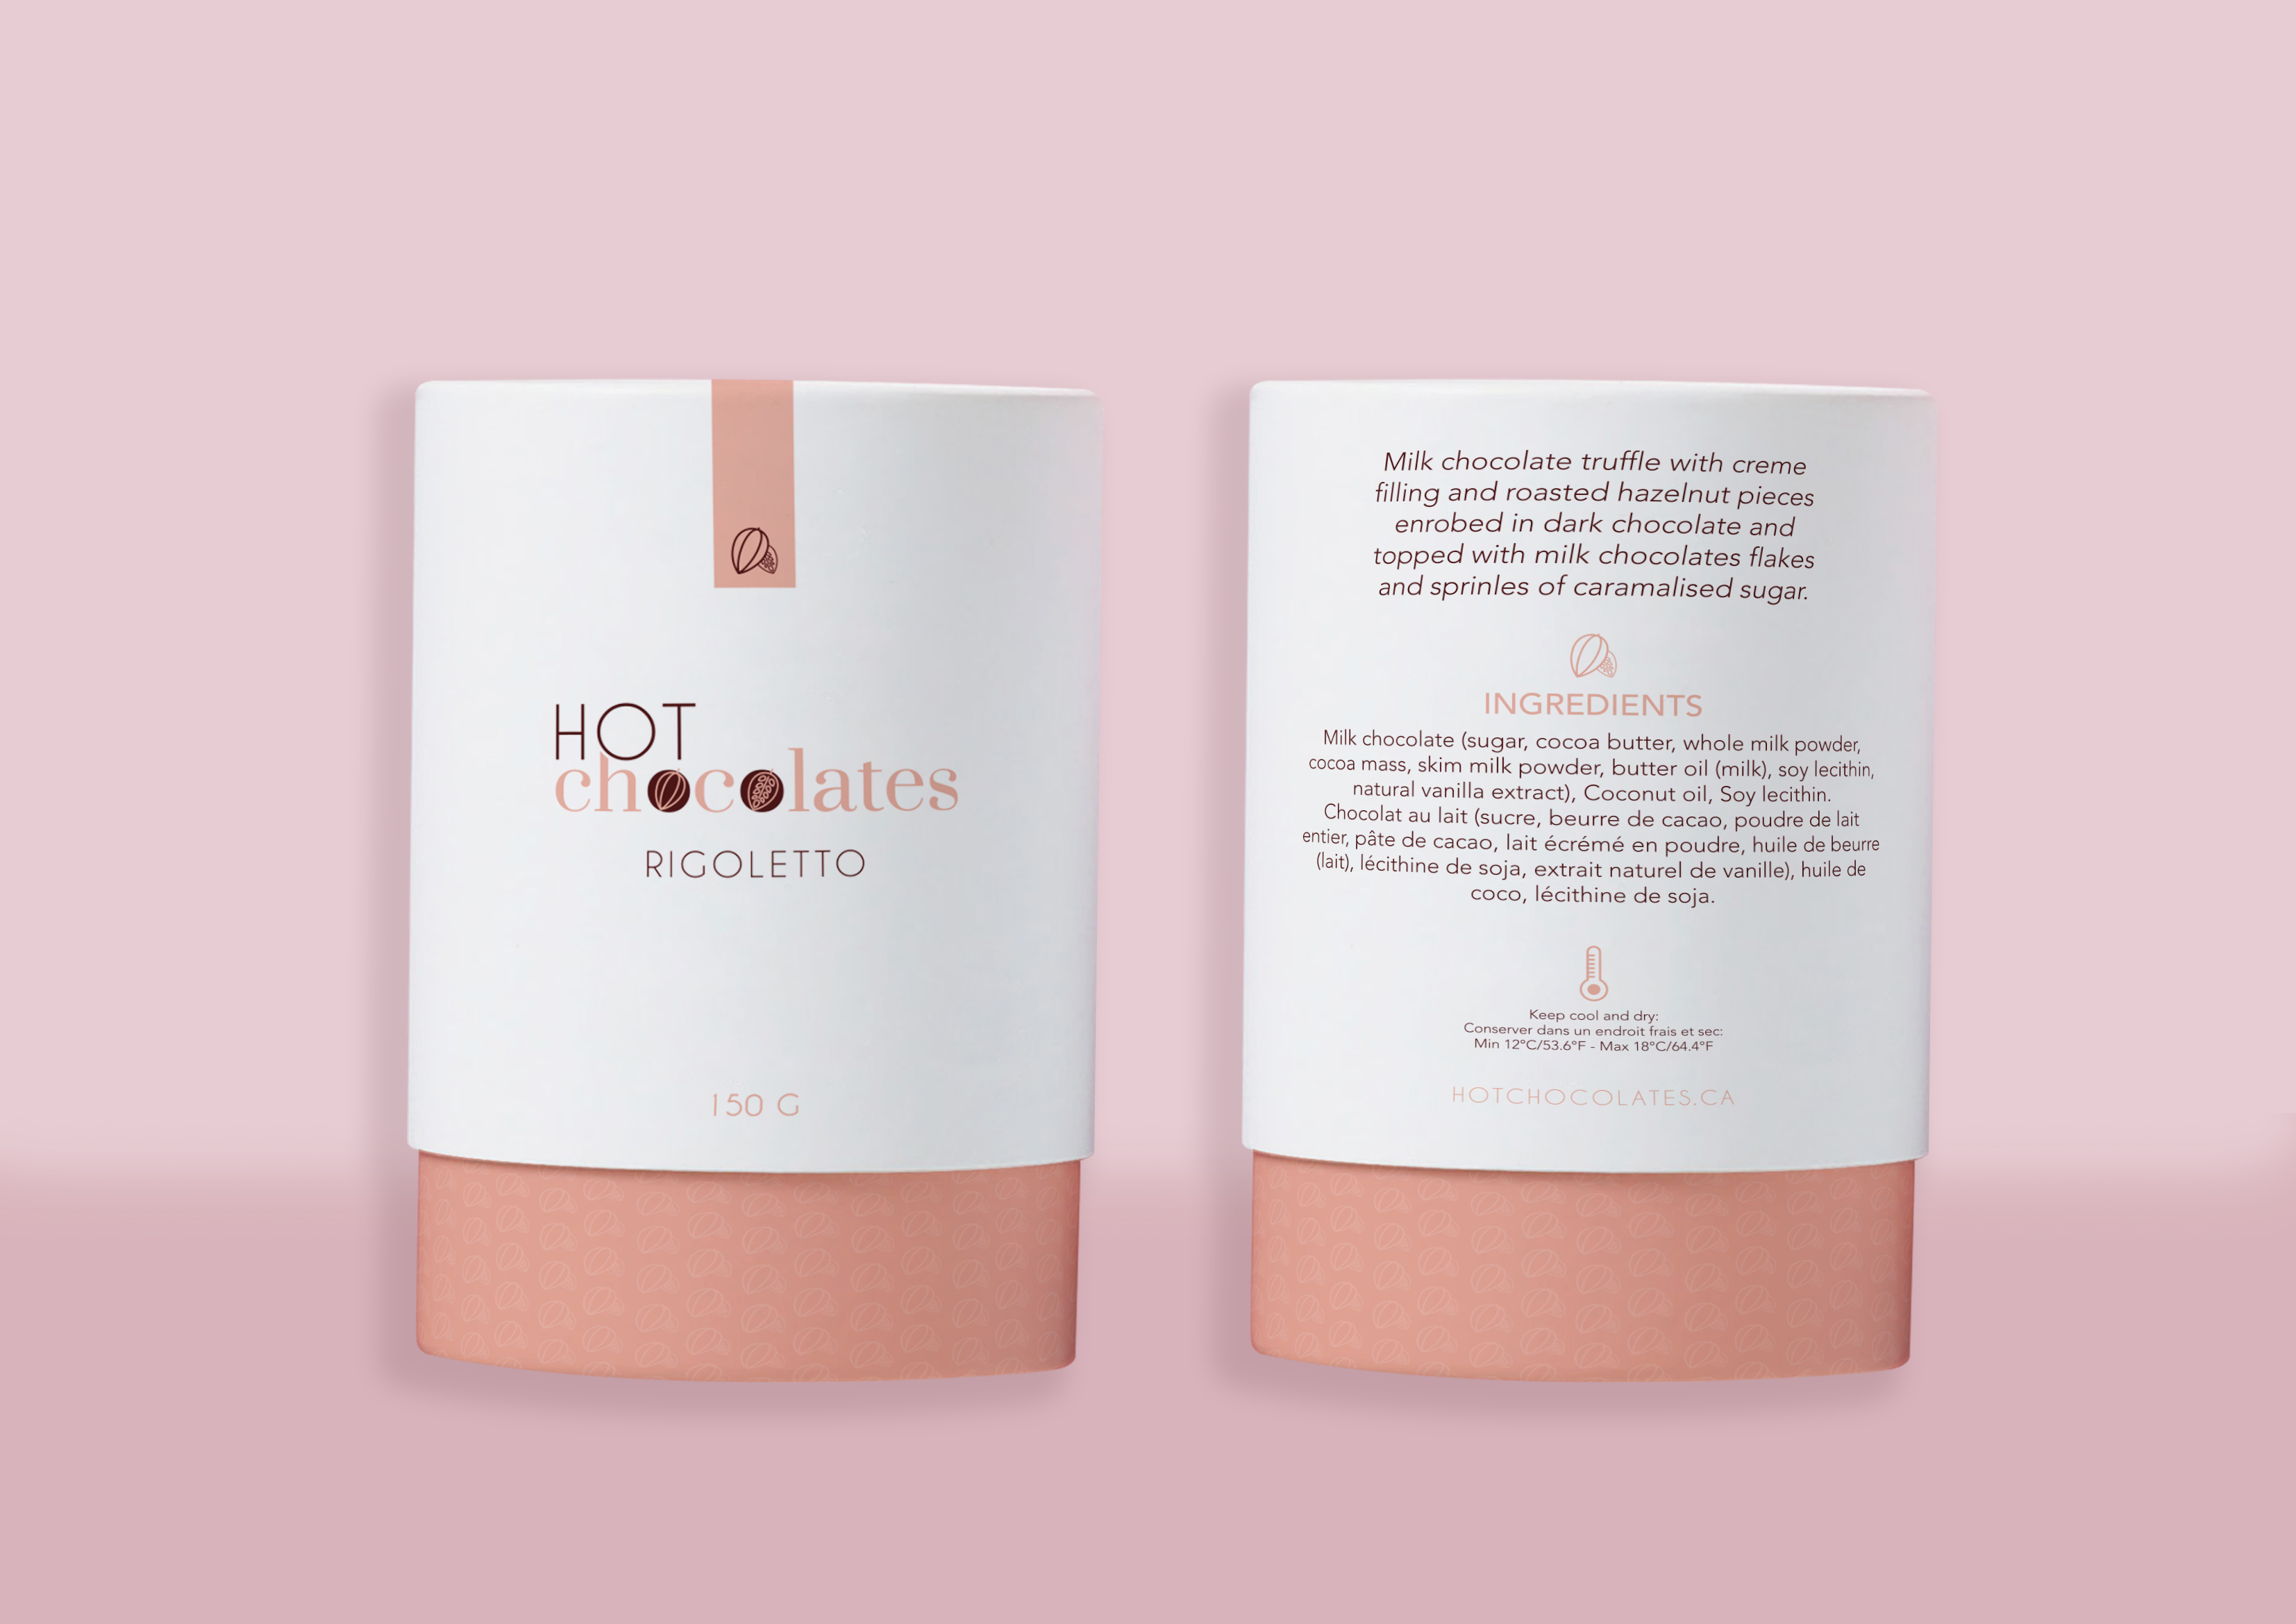 HOT
chocolates
RIGOLETTO
150 G
Milk chocolate truffle with creme
filling and roasted hazelnut pieces
enrobed in dark chocolate and
topped with milk chocolates flakes
and sprinles of caramalised sugar.
INGREDIENTS
Milk chocolate (sugar, cocoa butter, whole milk powder,
cocoa mass, skim milk powder, butter oil (milk), soy lecithin,
natural vanilla extract), Coconut oil, Soy lecithin.
Chocolat au lait (sucre, beurre de cacao, poudre de lait
entier, pâte de cacao, lait écrémé en poudre, huile de beurre
(lait), lécithine de soja, extrait naturel de vanille), huile de
coco, lécithine de soja.
Keep cool and dry:
Conserver dans un endroit frais et sec:
Min 12°C/53.6°F - Max 18°C/64.4°F
HOTCHOCOLATES.CA